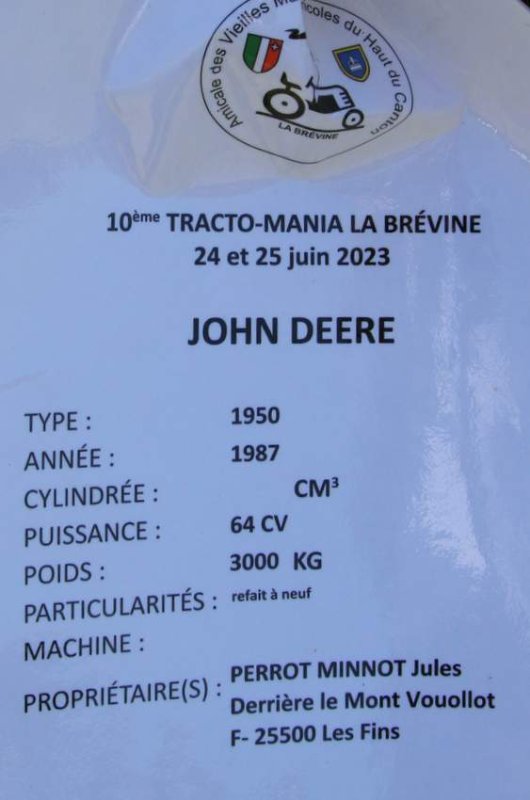 Amicale des Vieilles Mécaniques Agricoles du Haut du Canton
LA BRÉVINE
10ème TRACTO-MANIA LA BRÉVINE
24 et 25 juin 2023
JOHN DEERE
TYPE : 1950
ANNÉE : 1987
CYLINDRÉE : CM³
PUISSANCE : 64 CV
POIDS : 3000 KG
PARTICULARITÉS : refait à neuf
MACHINE :
PROPRIÉTAIRE(S) : PERROT MINNOT Jules
Derrière le Mont Vouollot
F- 25500 Les Fins